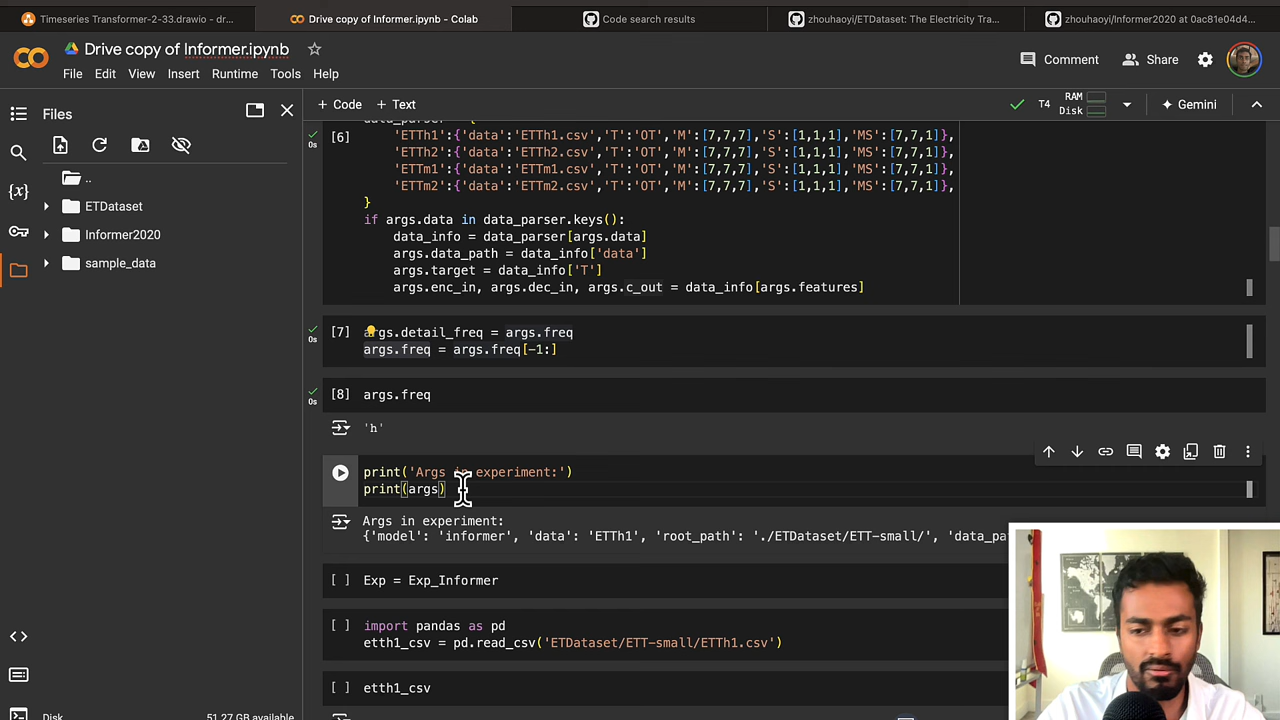 Timeseries Transformer-2-33.drawio - dr...
Drive copy of Informer.ipynb - Colab
Code search results
zhouhaoyi/ETDataset: The Electricity Tra...
zhouhaoyi/Informer2020 at 0ac81e04d4...
Drive copy of Informer.ipynb
Comment
Share
File Edit View Insert Runtime Tools Help
Files
+ Code + Text
T4
RAM
Disk
Gemini
..
ETDataset
Informer2020
sample_data
{x}
[6]
'ETTh1':{'data':'ETTh1.csv','T':'OT','M':[7,7,7],'S':[1,1,1],'MS':[7,7,1]},
'ETTh2':{'data':'ETTh2.csv','T':'OT','M':[7,7,7],'S':[1,1,1],'MS':[7,7,1]},
'ETTm1':{'data':'ETTm1.csv','T':'OT','M':[7,7,7],'S':[1,1,1],'MS':[7,7,1]},
'ETTm2':{'data':'ETTm2.csv','T':'OT','M':[7,7,7],'S':[1,1,1],'MS':[7,7,1]},
}
if args.data in data_parser.keys():
data_info = data_parser[args.data]
args.data_path = data_info['data']
args.target = data_info['T']
args.enc_in, args.dec_in, args.c_out = data_info[args.features]
0s
[7] args.detail_freq = args.freq
args.freq = args.freq[-1:]
0s
[8] args.freq
0s
'h'
print('Args in experiment:')
print(args)
Args in experiment:
{'model': 'informer', 'data': 'ETTh1', 'root_path': './ETDataset/ETT-small/', 'data_pa
[ ] Exp = Exp_Informer
[ ] import pandas as pd
etth1_csv = pd.read_csv('ETDataset/ETT-small/ETTh1.csv')
[ ] etth1_csv
Disk 51.27 GB available